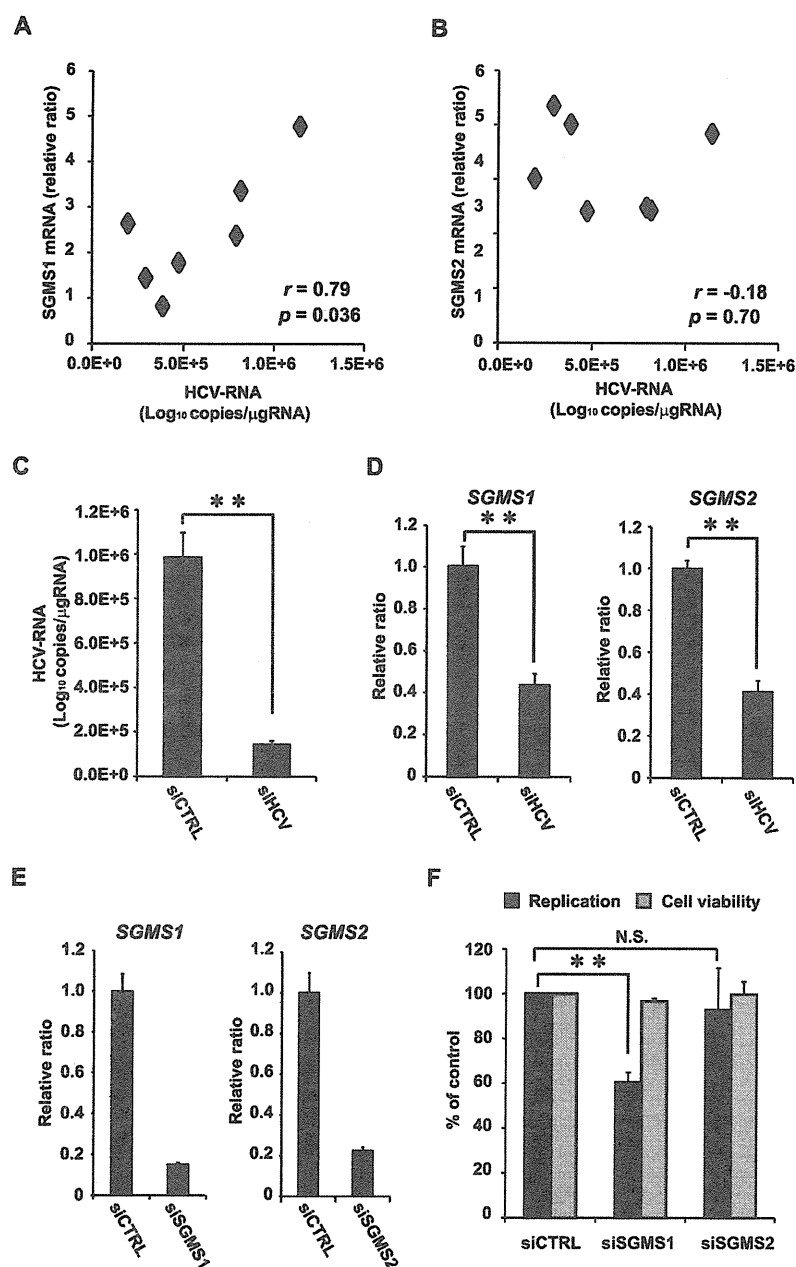 A
SGMS1 mRNA (relative ratio)
6
5
4
3
2
1
0
0.0E+0 5.0E+5 1.0E+6 1.5E+6
HCV-RNA
(Log₁₀ copies/μgRNA)
r = 0.79
p = 0.036
B
SGMS2 mRNA (relative ratio)
6
5
4
3
2
1
0
0.0E+0 5.0E+5 1.0E+6 1.5E+6
HCV-RNA
(Log₁₀ copies/μgRNA)
r = -0.18
p = 0.70
C
HCV-RNA
(Log₁₀ copies/μgRNA)
1.2E+6
1.0E+6
8.0E+5
6.0E+5
4.0E+5
2.0E+5
0.0E+0
**
siCTRL siHCV
D
SGMS1
Relative ratio
1.2
1.0
0.8
0.6
0.4
0.2
0
**
siCTRL siHCV
SGMS2
Relative ratio
1.2
1.0
0.8
0.6
0.4
0.2
0
**
siCTRL siHCV
E
SGMS1
Relative ratio
1.2
1.0
0.8
0.6
0.4
0.2
0
siCTRL siSGMS1
SGMS2
Relative ratio
1.2
1.0
0.8
0.6
0.4
0.2
0
siCTRL siSGMS2
F
Replication Cell viability
% of control
120
100
80
60
40
20
0
N.S.
**
siCTRL siSGMS1 siSGMS2